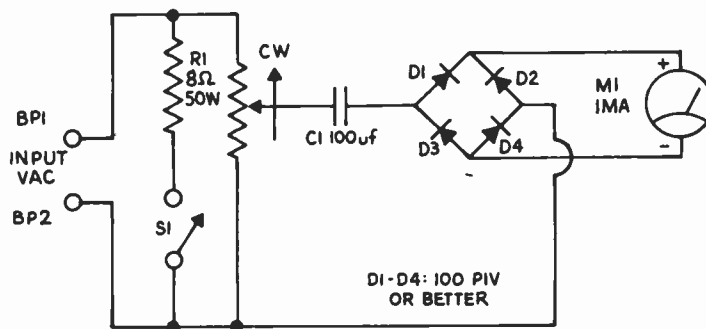 BP1
INPUT
VAC
BP2
R1
8Ω
50W
S1
CW
C1 100uf
D1
D2
D3
D4
+
M1
1MA
-
-
D1-D4: 100 PIV
OR BETTER